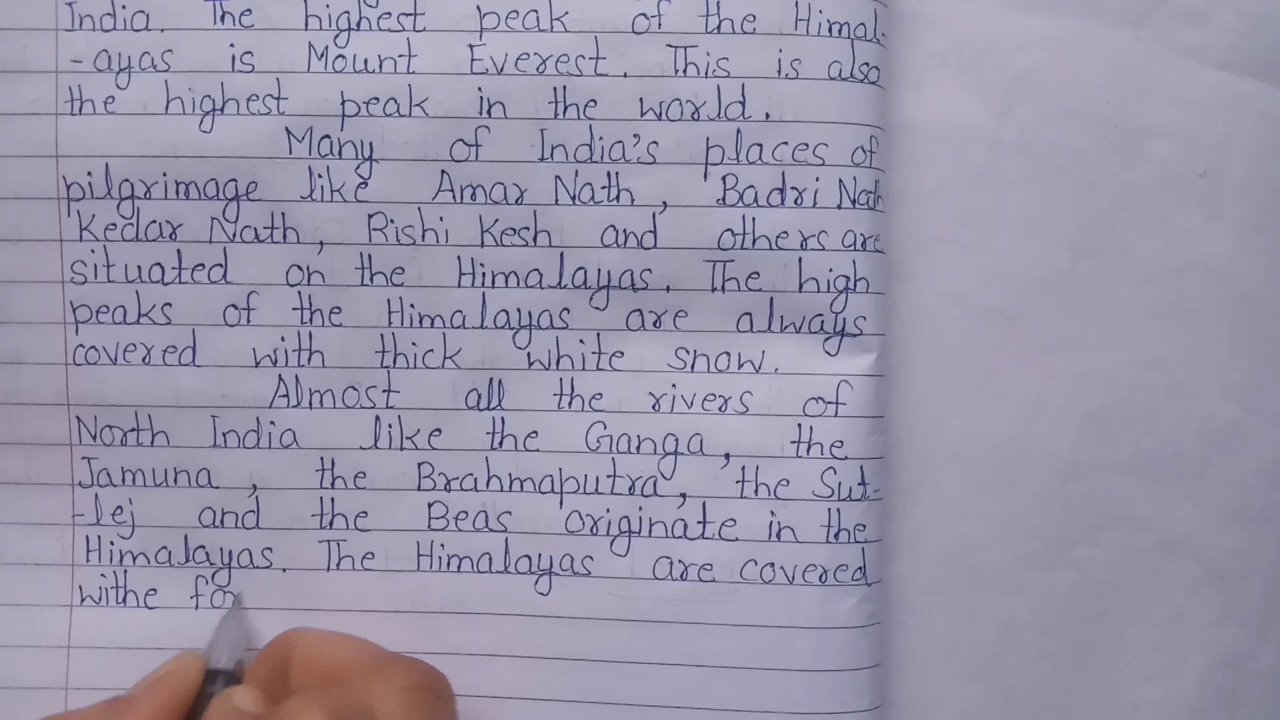 India. The highest peak of the Himal-
-ayas is Mount Everest. This is also
the highest peak in the world.
Many of India's places of
pilgrimage like Amar Nath, Badri Nath
Kedar Nath, Rishi Kesh and others are
situated on the Himalayas. The high
peaks of the Himalayas are always
covered with thick white snow.
Almost all the rivers of
North India like the Ganga, the
Jamuna, the Brahmaputra, the Sut-
-lej and the Beas originate in the
Himalayas. The Himalayas are covered
withe for